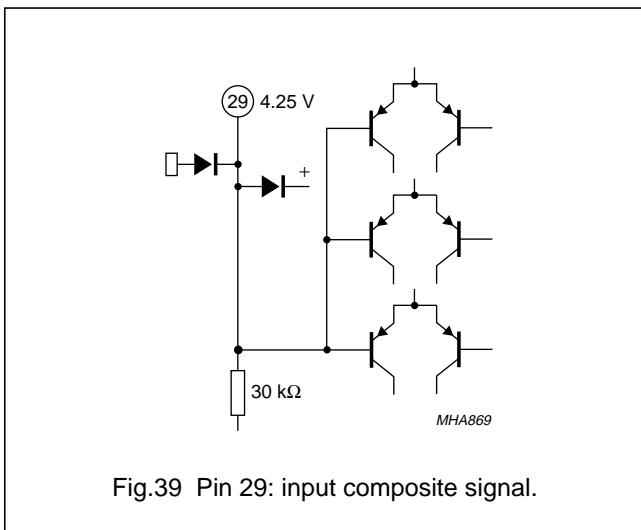 29 4.25 V
+
30 kΩ
MHA869
Fig.39 Pin 29: input composite signal.